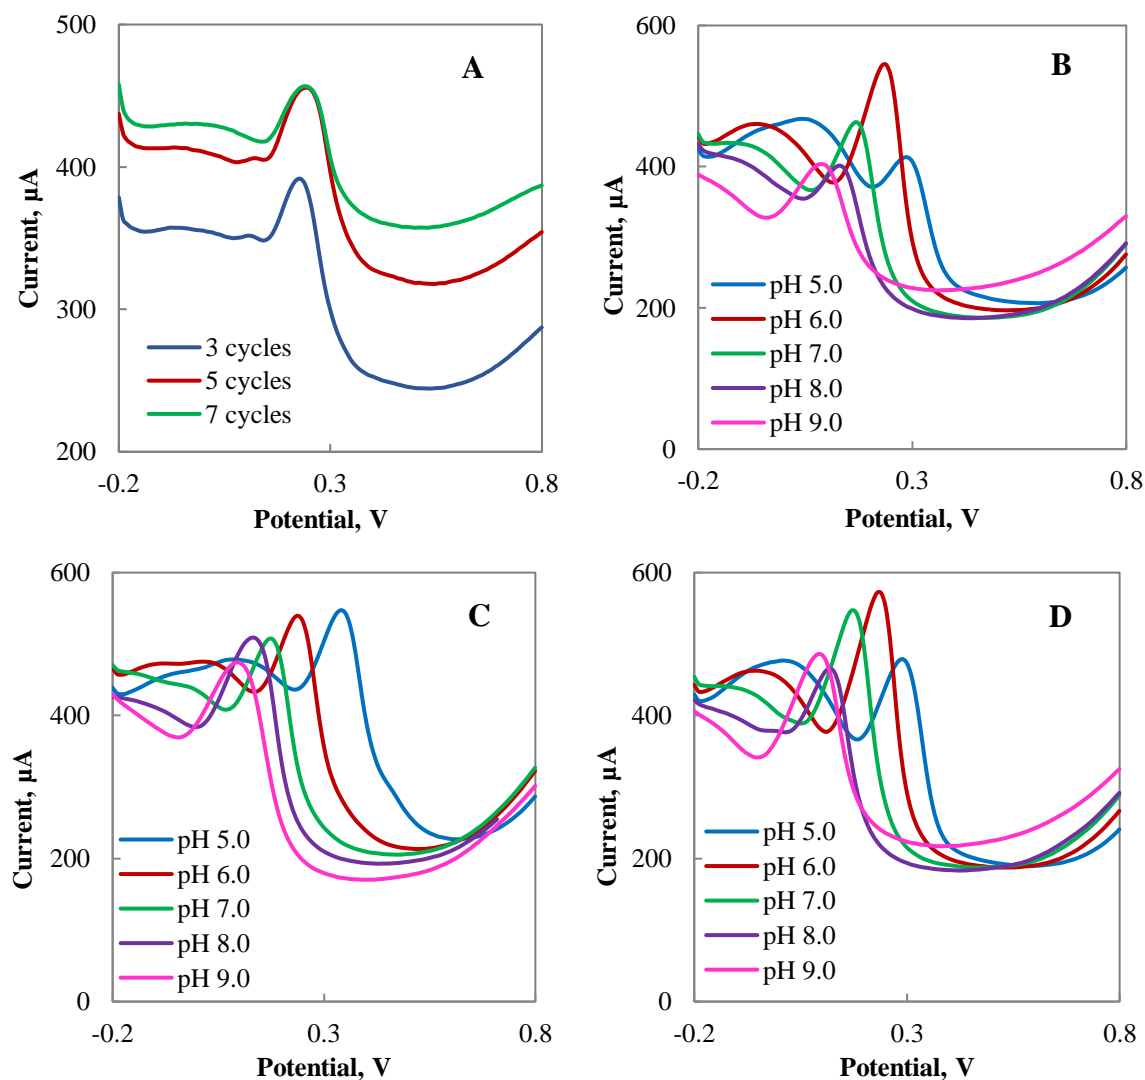 500
A
400
300
200
Current, µA
3 cycles
5 cycles
7 cycles
-0.2
0.3
0.8
Potential, V
600
B
400
200
0
Current, µA
pH 5.0
pH 6.0
pH 7.0
pH 8.0
pH 9.0
-0.2
0.3
0.8
Potential, V
600
C
400
200
0
Current, µA
pH 5.0
pH 6.0
pH 7.0
pH 8.0
pH 9.0
-0.2
0.3
0.8
Potential, V
600
D
400
200
0
Current, µA
pH 5.0
pH 6.0
pH 7.0
pH 8.0
pH 9.0
-0.2
0.3
0.8
Potential, V